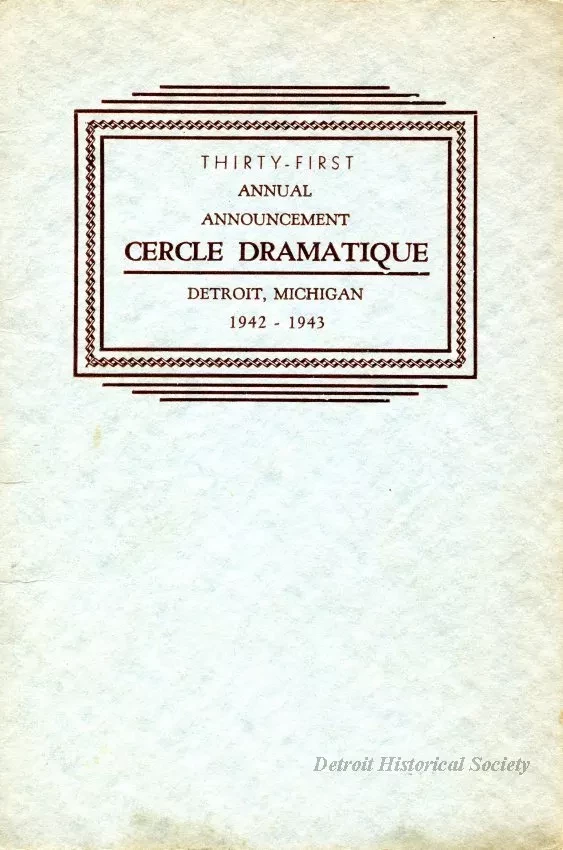 THIRTY-FIRST
ANNUAL
ANNOUNCEMENT
CERCLE DRAMATIQUE
DETROIT, MICHIGAN
1942 - 1943
Detroit Historical Society